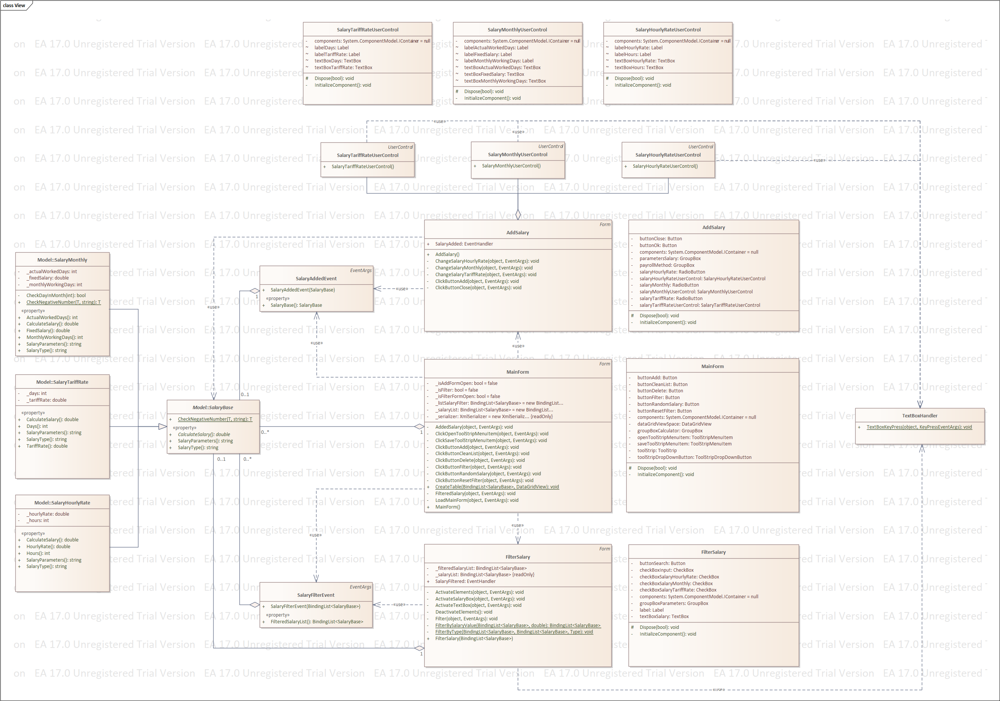 class View
SalaryTariffRateUserControl
- components: System.ComponentModel.IContainer = null
~ labelDays: Label
~ labelTariffRate: Label
~ textBoxDays: TextBox
~ textBoxTariffRate: TextBox
# Dispose(bool): void
- InitializeComponent(): void
SalaryMonthlyUserControl
- components: System.ComponentModel.IContainer = null
~ labelActualWorkedDays: Label
~ labelFixedSalary: Label
~ labelMonthlyWorkingDays: Label
~ textBoxActualWorkedDays: TextBox
~ textBoxFixedSalary: TextBox
~ textBoxMonthlyWorkingDays: TextBox
# Dispose(bool): void
- InitializeComponent(): void
SalaryHourlyRateUserControl
- components: System.ComponentModel.IContainer = null
~ labelHourlyRate: Label
~ labelHours: Label
~ textBoxHourlyRate: TextBox
~ textBoxHours: TextBox
# Dispose(bool): void
- InitializeComponent(): void
«use»
«use»
UserControl
SalaryTariffRateUserControl
+ SalaryTariffRateUserControl()
UserControl
SalaryMonthlyUserControl
+ SalaryMonthlyUserControl()
UserControl
SalaryHourlyRateUserControl
+ SalaryHourlyRateUserControl()
«use»
Form
AddSalary
+ SalaryAdded: EventHandler
+ AddSalary()
- ChangeSalaryHourlyRate(object, EventArgs): void
- ChangeSalaryMonthly(object, EventArgs): void
- ChangeSalaryTariffRate(object, EventArgs): void
- ClickButtonAdd(object, EventArgs): void
- ClickButtonClose(object, EventArgs): void
AddSalary
- buttonClose: Button
- buttonOk: Button
- components: System.ComponentModel.IContainer = null
- parametersSalary: GroupBox
- payrollMethod: GroupBox
- salaryHourlyRate: RadioButton
- salaryHourlyRateUserControl: SalaryHourlyRateUserControl
- salaryMonthly: RadioButton
- salaryMonthlyUserControl: SalaryMonthlyUserControl
- salaryTariffRate: RadioButton
- salaryTariffRateUserControl: SalaryTariffRateUserControl
# Dispose(bool): void
- InitializeComponent(): void
Model::SalaryMonthly
- _actualWorkedDays: int
- _fixedSalary: double
- _monthlyWorkingDays: int
- CheckDayInMonth(int): bool
+ CheckNegativeNumber(T, string): T
«property»
+ ActualWorkedDays(): int
+ CalculateSalary(): double
+ FixedSalary(): double
+ MonthlyWorkingDays(): int
+ SalaryParameters(): string
+ SalaryType(): string
EventArgs
SalaryAddedEvent
+ SalaryAddedEvent(SalaryBase)
«property»
+ SalaryBase(): SalaryBase
1
«use»
«use»
«use»
«use»
Model::SalaryTariffRate
- _days: int
- _tariffRate: double
«property»
+ CalculateSalary(): double
+ Days(): int
+ SalaryParameters(): string
+ SalaryType(): string
+ TariffRate(): double
0..1
Model::SalaryBase
+ CheckNegativeNumber(T, string): T
«property»
+ CalculateSalary(): double
+ SalaryParameters(): string
+ SalaryType(): string
0..*
1
0..1
0..*
Form
MainForm
- _isAddFormOpen: bool = false
- _isFilter: bool = false
- _isFilterFormOpen: bool = false
- _listSalaryFilter: BindingList<SalaryBase> = new BindingList...
- _salaryList: BindingList<SalaryBase> = new BindingList...
- _serializer: XmlSerializer = new XmlSerializ... {readOnly}
- AddedSalary(object, EventArgs): void
- ClickOpenToolStripMenuItem(object, EventArgs): void
- ClickSaveToolStripMenuItem(object, EventArgs): void
- ClickButtonAdd(object, EventArgs): void
- ClickButtonCleanList(object, EventArgs): void
- ClickButtonDelete(object, EventArgs): void
- ClickButtonFilter(object, EventArgs): void
- ClickButtonRandomSalary(object, EventArgs): void
- ClickButtonResetFilter(object, EventArgs): void
+ CreateTable(BindingList<SalaryBase>, DataGridView): void
- FilteredSalary(object, EventArgs): void
- LoadMainForm(object, EventArgs): void
+ MainForm()
MainForm
- buttonAdd: Button
- buttonCleanList: Button
- buttonDelete: Button
- buttonFilter: Button
- buttonRandomSalary: Button
- buttonResetFilter: Button
- components: System.ComponentModel.IContainer = null
- dataGridViewSpace: DataGridView
- groupBoxCalculator: GroupBox
- openToolStripMenuItem: ToolStripMenuItem
- saveToolStripMenuItem: ToolStripMenuItem
- toolStrip: ToolStrip
- toolStripDropDownButton: ToolStripDropDownButton
# Dispose(bool): void
- InitializeComponent(): void
TextBoxHandler
+ TextBoxKeyPress(object, KeyPressEventArgs): void
Model::SalaryHourlyRate
- _hourlyRate: double
- _hours: int
«property»
+ CalculateSalary(): double
+ HourlyRate(): double
+ Hours(): int
+ SalaryParameters(): string
+ SalaryType(): string
«use»
«use»
EventArgs
SalaryFilterEvent
+ SalaryFilterEvent(BindingList<SalaryBase>)
«property»
+ FilteredSalaryList(): BindingList<SalaryBase>
«use»
Form
FilterSalary
- _filteredSalaryList: BindingList<SalaryBase>
- _salaryList: BindingList<SalaryBase> {readOnly}
+ SalaryFiltered: EventHandler
- ActivateElements(object, EventArgs): void
- ActivateSalaryBox(object, EventArgs): void
- ActivateTextBox(object, EventArgs): void
- DeactivateElements(): void
- Filter(object, EventArgs): void
- FilterBySalaryValue(BindingList<SalaryBase>, double): BindingList<SalaryBase>
- FilterByType(BindingList<SalaryBase>, BindingList<SalaryBase>, Type): void
+ FilterSalary(BindingList<SalaryBase>)
1
FilterSalary
- buttonSearch: Button
- checkBoxInput: CheckBox
- checkBoxSalaryHourlyRate: CheckBox
- checkBoxSalaryMonthly: CheckBox
- checkBoxSalaryTariffRate: CheckBox
- components: System.ComponentModel.IContainer = null
- groupBoxParameters: GroupBox
- label: Label
- textBoxSalary: TextBox
# Dispose(bool): void
- InitializeComponent(): void
«use»
EA 17.0 Unregistered Trial Version